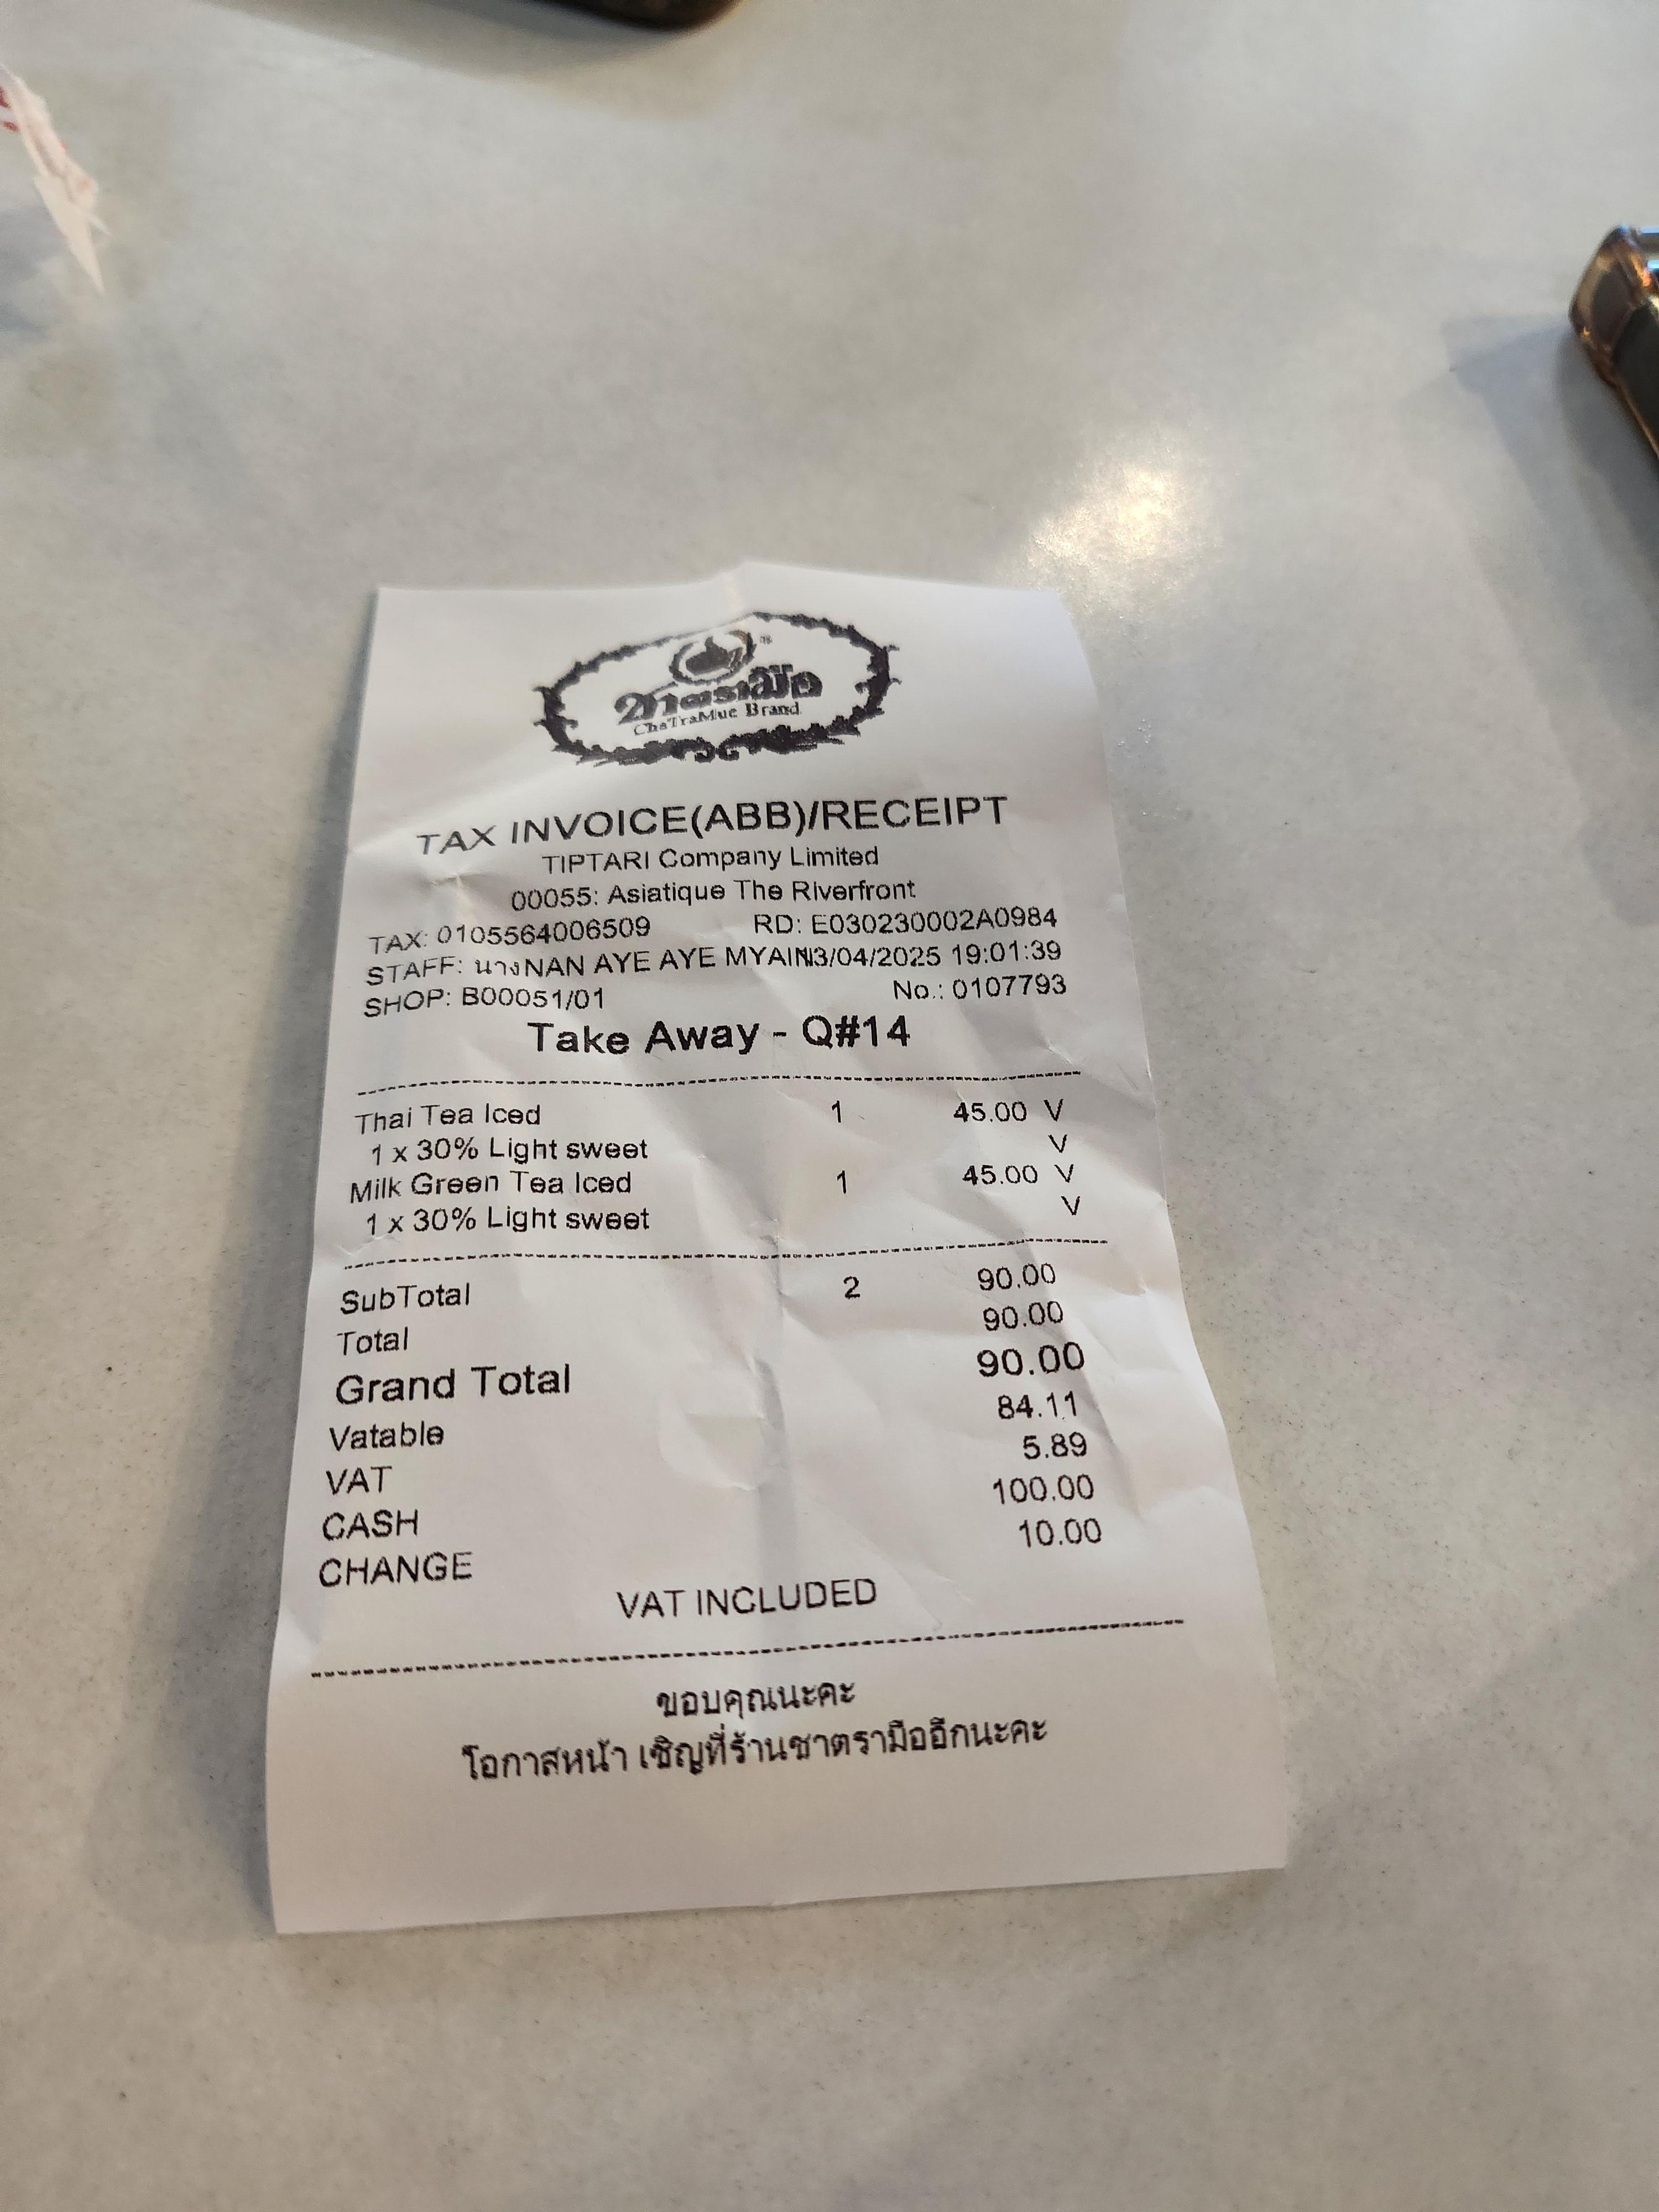 ชาตรามือ
ChaTraMue Brand
TAX INVOICE(ABB)/RECEIPT
TIPTARI Company Limited
00055: Asiatique The Riverfront
TAX: 0105564006509 RD: E030230002A0984
STAFF: นางNAN AYE AYE MYAIN 3/04/2025 19:01:39
SHOP: B00051/01 No.: 0107793
Take Away - Q#14
Thai Tea Iced 1 45.00 V
1 x 30% Light sweet V
Milk Green Tea Iced 1 45.00 V
1 x 30% Light sweet V
SubTotal 2 90.00
Total 90.00
Grand Total 90.00
Vatable 84.11
VAT 5.89
CASH 100.00
CHANGE 10.00
VAT INCLUDED
ขอบคุณนะคะ
โอกาสหน้า เชิญที่ร้านชาตรามืออีกนะคะ